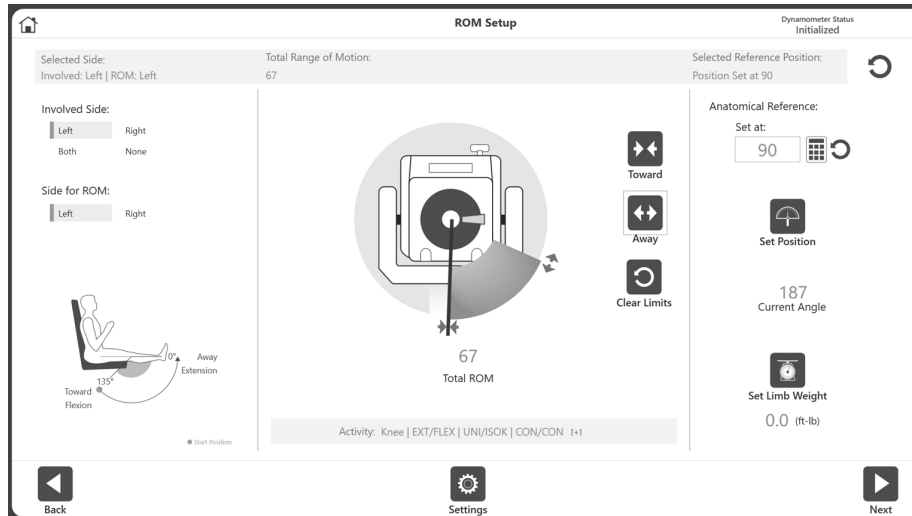 ROM Setup
Dynamometer Status
Initialized
Selected Side:
Involved: Left | ROM: Left
Total Range of Motion:
67
Selected Reference Position:
Position Set at 90
Involved Side:
Left Right
Both None
Side for ROM:
Left Right
0°
Away
Extension
135°
Toward
Flexion
Start Position
Toward
Away
Clear Limits
67
Total ROM
Activity: Knee | EXT/FLEX | UNI/ISOK | CON/CON [+]
Anatomical Reference:
Set at:
90
Set Position
187
Current Angle
Set Limb Weight
0.0 (ft-lb)
Back
Settings
Next